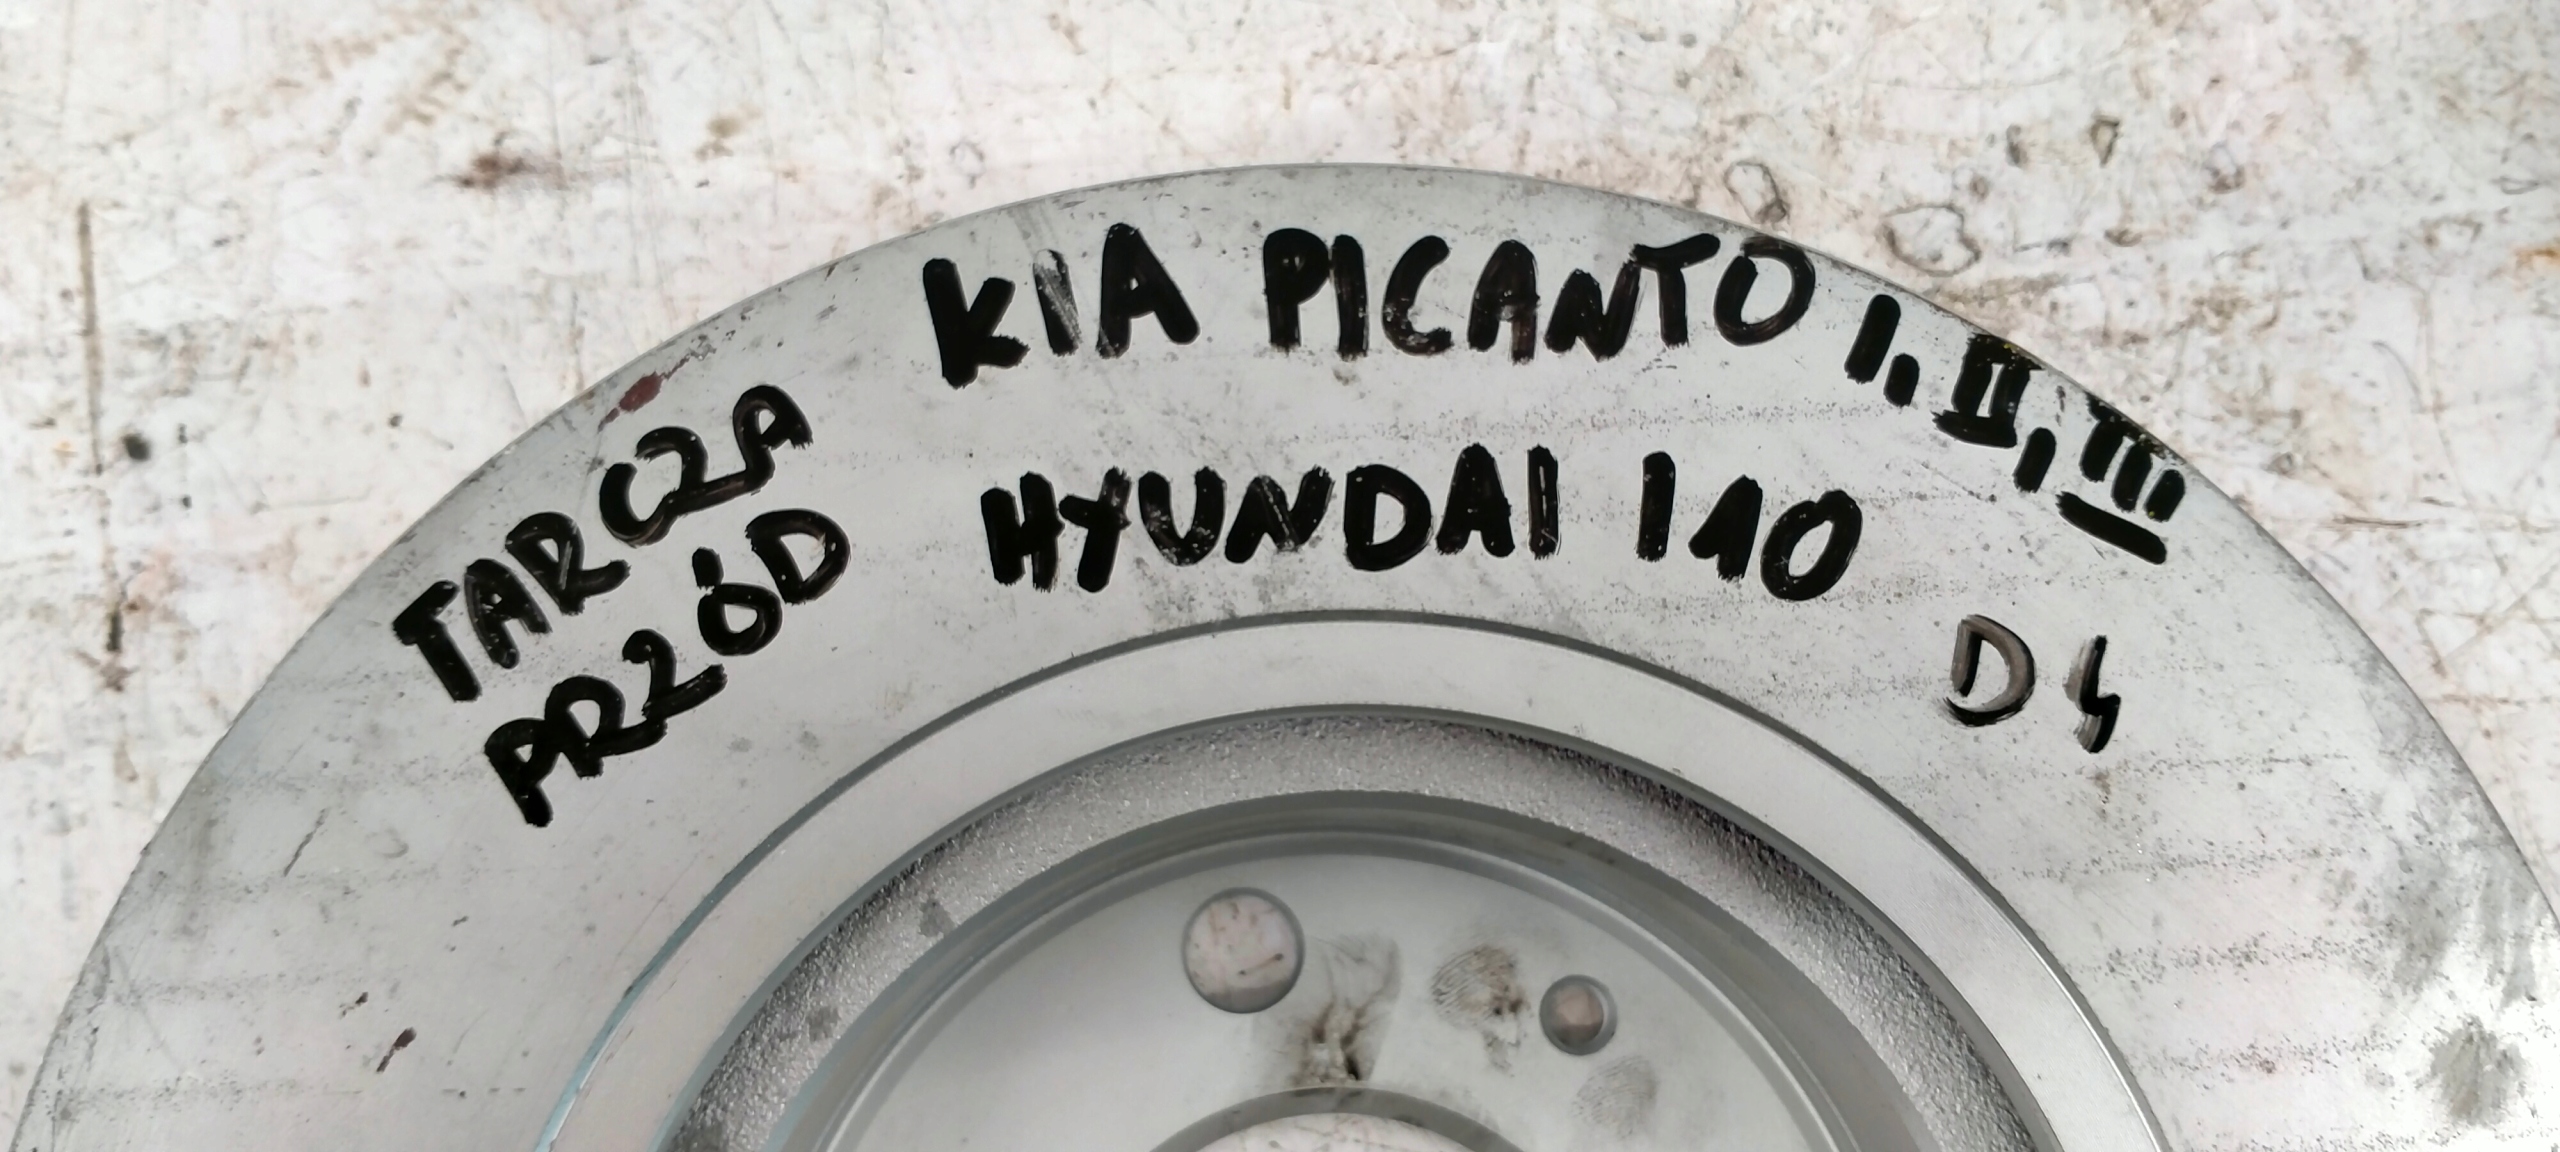 TARCZA
PRZÓD
KIA PICANTO I, II, III
HYUNDAI I10
D4